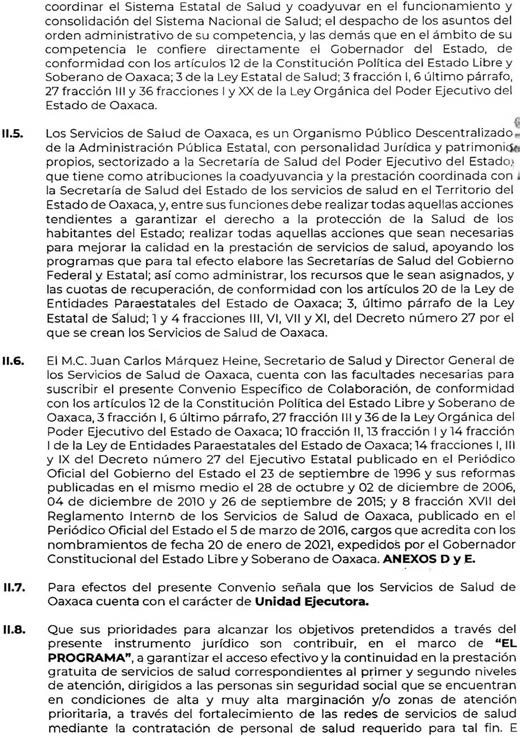 coordinar el Sistema Estatal de Salud y coadyuvar en el funcionamiento y
consolidación del Sistema Nacional de Salud; el despacho de los asuntos del
orden administrativo de su competencia, y las demás que en el ámbito de su
competencia le confiere directamente el Gobernador del Estado, de
conformidad con los artículos 12 de la Constitución Política del Estado Libre y
Soberano de Oaxaca; 3 de la Ley Estatal de Salud; 3 fracción I, 6 último párrafo,
27 fracción III y 36 fracciones I y XX de la Ley Orgánica del Poder Ejecutivo del
Estado de Oaxaca.
II.5. Los Servicios de Salud de Oaxaca, es un Organismo Público Descentralizado
de la Administración Pública Estatal, con personalidad Jurídica y patrimonio
propios, sectorizado a la Secretaría de Salud del Poder Ejecutivo del Estado,
que tiene como atribuciones la coadyuvancia y la prestación coordinada con
la Secretaría de Salud del Estado de los servicios de salud en el Territorio del
Estado de Oaxaca, y, entre sus funciones debe realizar todas aquellas acciones
tendientes a garantizar el derecho a la protección de la Salud de los
habitantes del Estado; realizar todas aquellas acciones que sean necesarias
para mejorar la calidad en la prestación de servicios de salud, apoyando los
programas que para tal efecto elabore las Secretarías de Salud del Gobierno
Federal y Estatal; así como administrar, los recursos que le sean asignados, y
las cuotas de recuperación, de conformidad con los artículos 20 de la Ley de
Entidades Paraestatales del Estado de Oaxaca; 3, último párrafo de la Ley
Estatal de Salud; 1 y 4 fracciones III, VI, VII y XI, del Decreto número 27 por el
que se crean los Servicios de Salud de Oaxaca.
II.6. El M.C. Juan Carlos Márquez Heine, Secretario de Salud y Director General de
los Servicios de Salud de Oaxaca, cuenta con las facultades necesarias para
suscribir el presente Convenio Específico de Colaboración, de conformidad
con los artículos 12 de la Constitución Política del Estado Libre y Soberano de
Oaxaca, 3 fracción I, 6 último párrafo, 27 fracción III y 36 de la Ley Orgánica del
Poder Ejecutivo del Estado de Oaxaca; 10 fracción II, 13 fracción I y 14 fracción
I de la Ley de Entidades Paraestatales del Estado de Oaxaca; 14 fracciones I, III
y IX del Decreto número 27 del Ejecutivo Estatal publicado en el Periódico
Oficial del Gobierno del Estado el 23 de septiembre de 1996 y sus reformas
publicadas en el mismo medio el 28 de octubre y 02 de diciembre de 2006,
04 de diciembre de 2010 y 26 de septiembre de 2015; y 8 fracción XVII del
Reglamento Interno de los Servicios de Salud de Oaxaca, publicado en el
Periódico Oficial del Estado el 5 de marzo de 2016, cargos que acredita con los
nombramientos de fecha 20 de enero de 2021, expedidos por el Gobernador
Constitucional del Estado Libre y Soberano de Oaxaca. ANEXOS D y E.
II.7. Para efectos del presente Convenio señala que los Servicios de Salud de
Oaxaca cuenta con el carácter de Unidad Ejecutora.
II.8. Que sus prioridades para alcanzar los objetivos pretendidos a través del
presente instrumento jurídico son contribuir, en el marco de "EL
PROGRAMA", a garantizar el acceso efectivo y la continuidad en la prestación
gratuita de servicios de salud correspondientes al primer y segundo niveles
de atención, dirigidos a las personas sin seguridad social que se encuentran
en condiciones de alta y muy alta marginación y/o zonas de atención
prioritaria, a través del fortalecimiento de las redes de servicios de salud
mediante la contratación de personal de salud requerido para tal fin. E